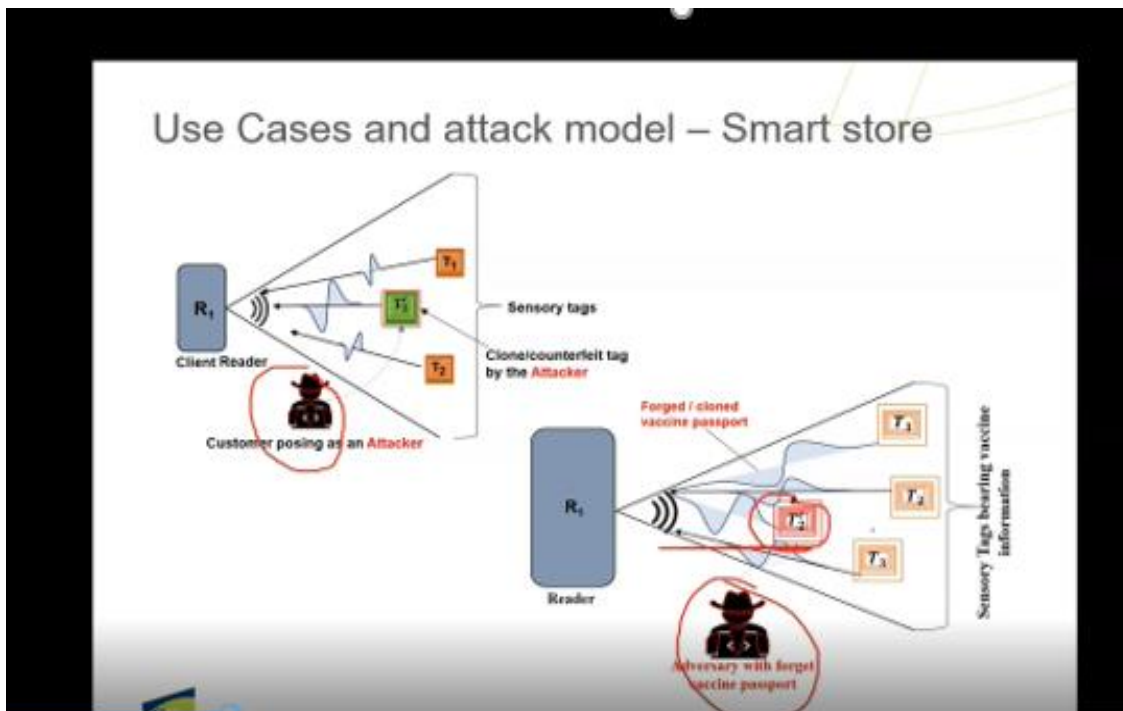 Use Cases and attack model – Smart store
R₁
Client Reader
T₁
T₂
Sensory tags
Clone/counterfeit tag
by the Attacker
Customer posing as an Attacker
Forged / cloned
vaccine passport
R₁
Reader
T₁
T₂
T₃
Sensory Tags bearing vaccine
information
Adversary with forget
vaccine passport